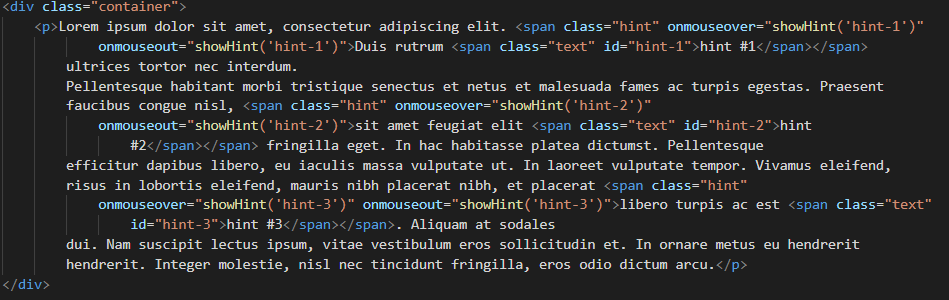 <div class="container">
<p>Lorem ipsum dolor sit amet, consectetur adipiscing elit. <span class="hint" onmouseover="showHint('hint-1')"
onmouseout="showHint('hint-1')">Duis rutrum <span class="text" id="hint-1">hint #1</span></span>
ultrices tortor nec interdum.
Pellentesque habitant morbi tristique senectus et netus et malesuada fames ac turpis egestas. Praesent
faucibus congue nisl, <span class="hint" onmouseover="showHint('hint-2')"
onmouseout="showHint('hint-2')">sit amet feugiat elit <span class="text" id="hint-2">hint
#2</span></span> fringilla eget. In hac habitasse platea dictumst. Pellentesque
efficitur dapibus libero, eu iaculis massa vulputate ut. In laoreet vulputate tempor. Vivamus eleifend,
risus in lobortis eleifend, mauris nibh placerat nibh, et placerat <span class="hint"
onmouseover="showHint('hint-3')" onmouseout="showHint('hint-3')">libero turpis ac est <span class="text"
id="hint-3">hint #3</span></span>. Aliquam at sodales
dui. Nam suscipit lectus ipsum, vitae vestibulum eros sollicitudin et. In ornare metus eu hendrerit
hendrerit. Integer molestie, nisl nec tincidunt fringilla, eros odio dictum arcu.</p>
</div>